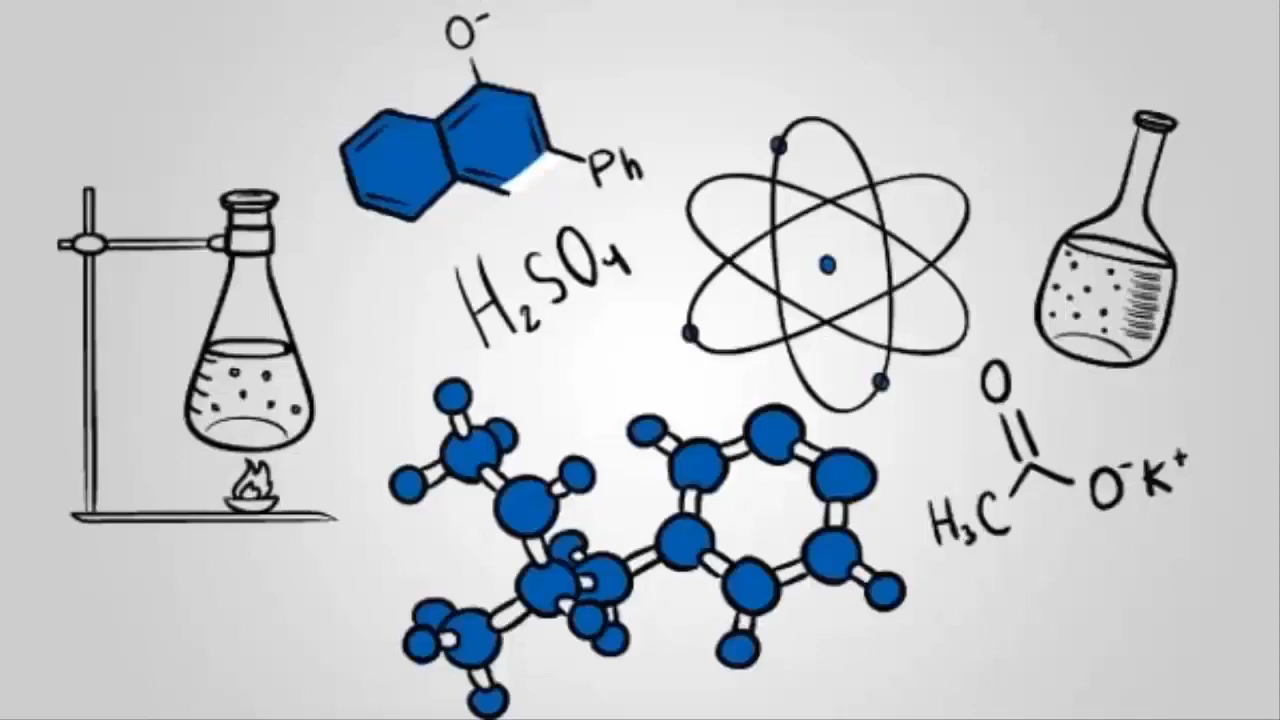 O⁻
Ph
H₂SO₄
O
H₃C
O⁻K⁺